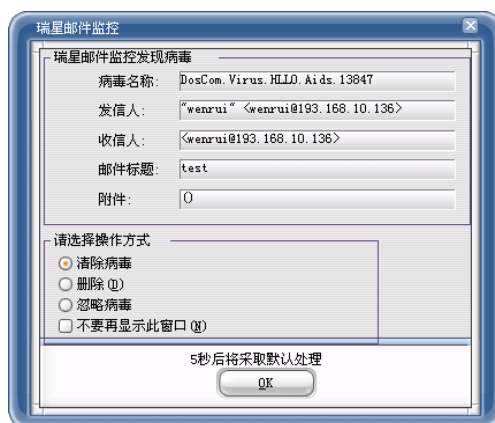 瑞星邮件监控
瑞星邮件监控发现病毒
病毒名称: DosCom.Virus.HLLO.Aids.13847
发信人: "wenrui" <wenrui@193.168.10.136>
收信人: <wenrui@193.168.10.136>
邮件标题: test
附件: ()
请选择操作方式
清除病毒
删除(D)
忽略病毒
不要再显示此窗口(N)
5秒后将采取默认处理
OK